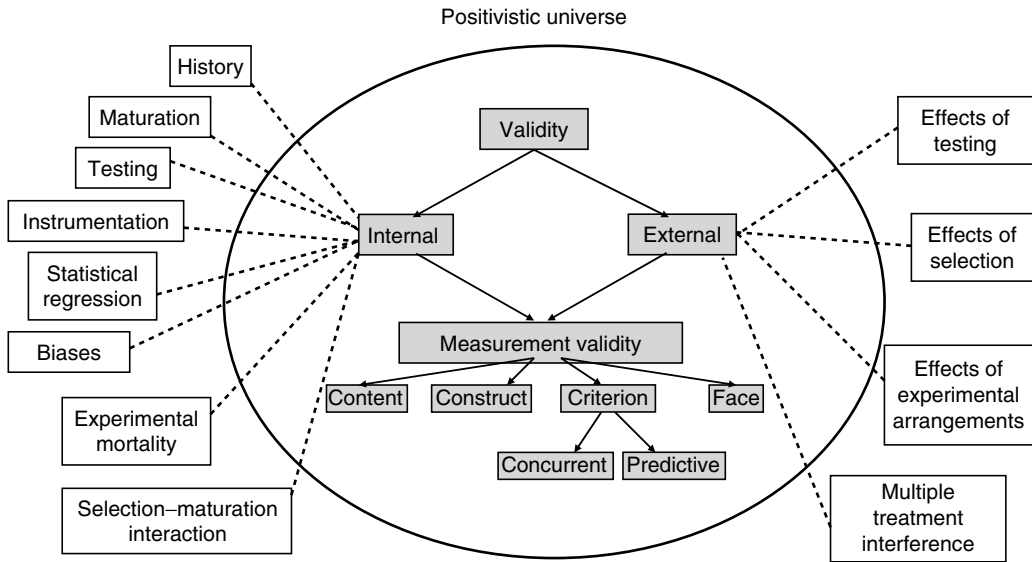 Positivistic universe
History
Maturation
Testing
Instrumentation
Statistical
regression
Biases
Experimental
mortality
Selection–maturation
interaction
Validity
Internal
External
Measurement validity
Content
Construct
Criterion
Face
Concurrent
Predictive
Effects of
testing
Effects of
selection
Effects of
experimental
arrangements
Multiple
treatment
interference